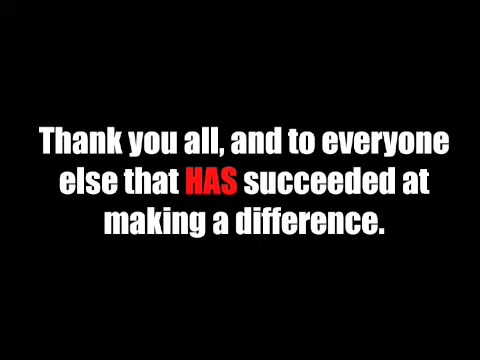 Thank you all, and to everyone
else that HAS succeeded at
making a difference.